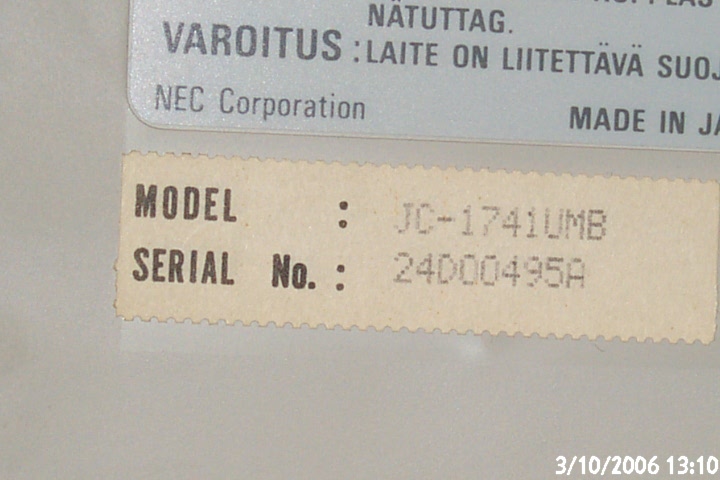 NÄTUTTAG.
VAROITUS : LAITE ON LIITETTÄVÄ SUOJ
NEC Corporation MADE IN JA
MODEL : JC-1741UMB
SERIAL No. : 24D00495A
3/10/2006 13:10